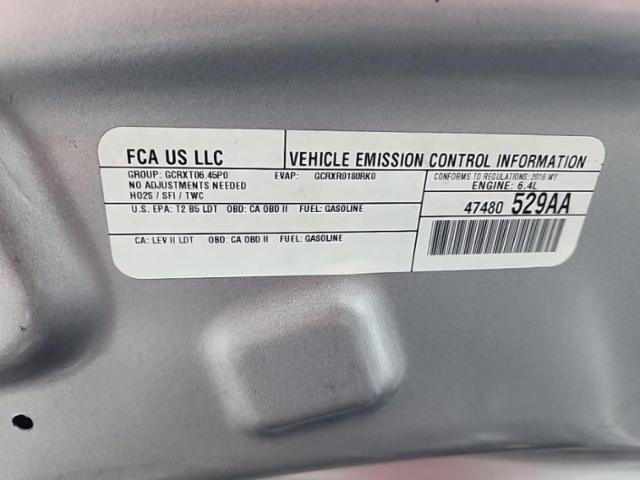 FCA US LLC
VEHICLE EMISSION CONTROL INFORMATION
GROUP: GCRXT06.45P0 EVAP: GCRXR0180RK0
NO ADJUSTMENTS NEEDED
HO2S / SFI / TWC
CONFORMS TO REGULATIONS: 2016 MY
ENGINE: 6.4L
U.S. EPA: T2 B5 LDT OBD: CA OBD II FUEL: GASOLINE
47480 529AA
CA: LEV II LDT OBD: CA OBD II FUEL: GASOLINE